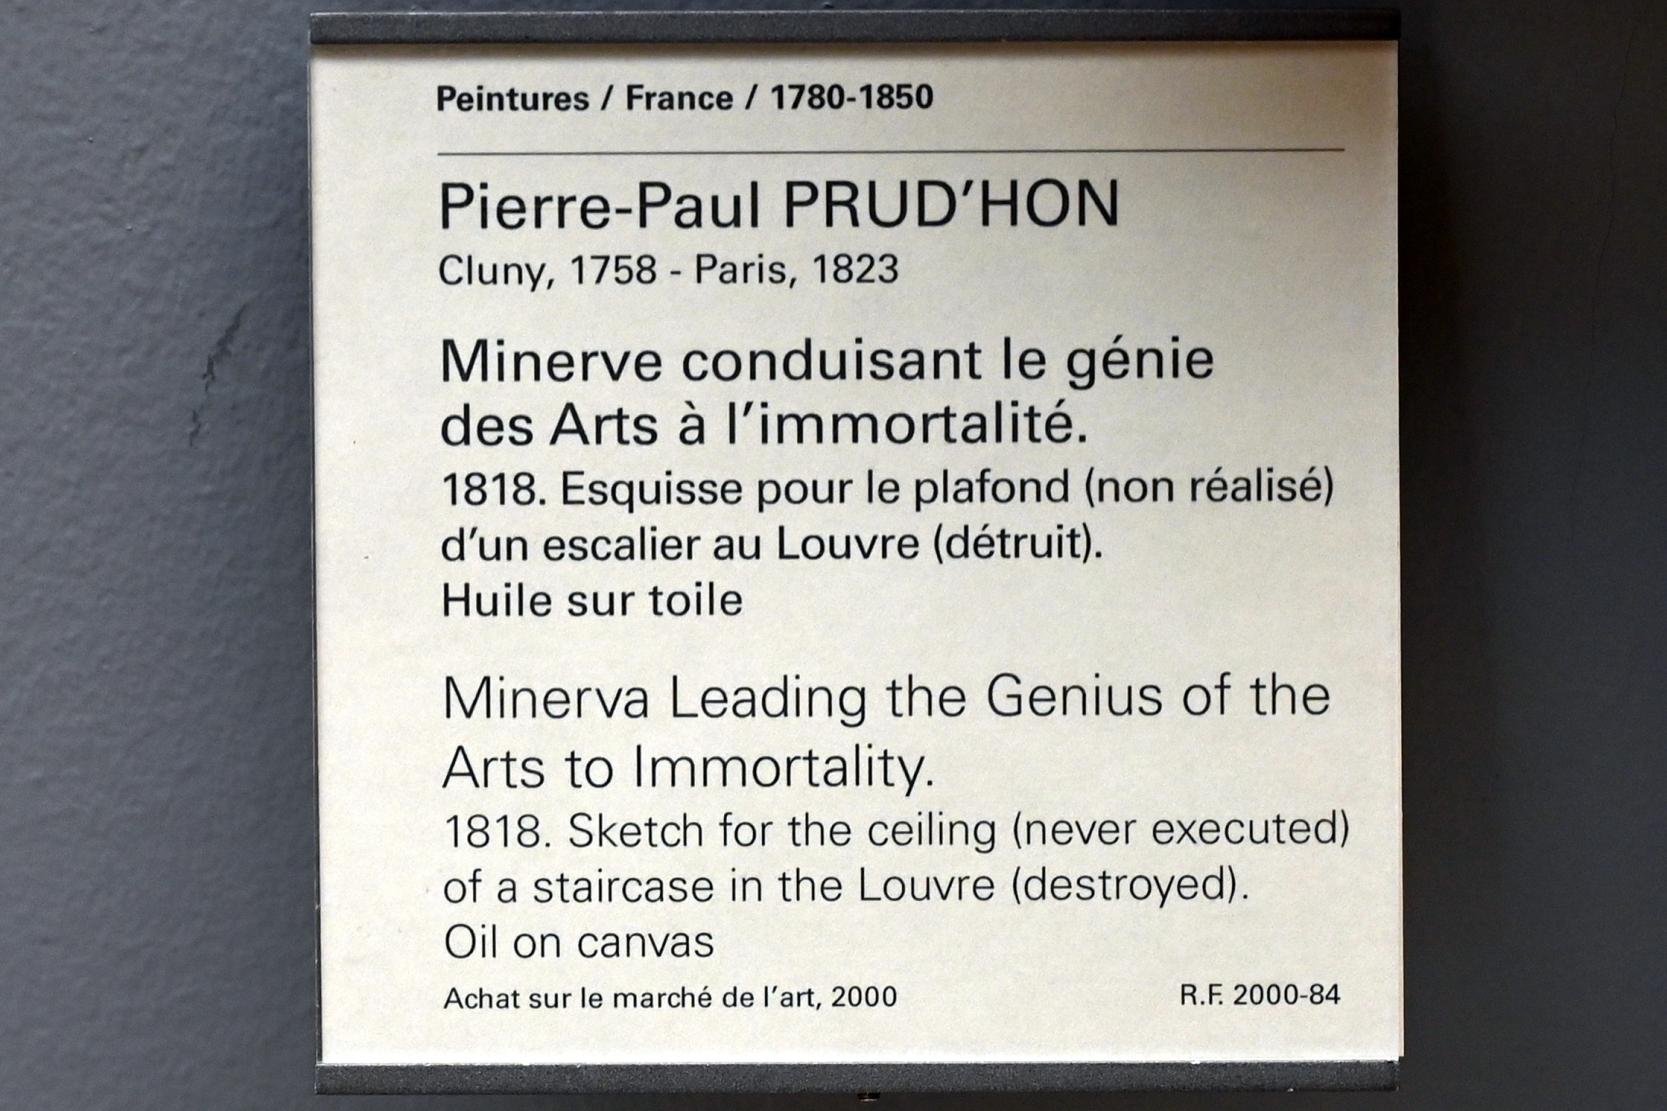 Peintures / France / 1780-1850
Pierre-Paul PRUD'HON
Cluny, 1758 - Paris, 1823
Minerve conduisant le génie
des Arts à l'immortalité.
1818. Esquisse pour le plafond (non réalisé)
d'un escalier au Louvre (détruit).
Huile sur toile
Minerva Leading the Genius of the
Arts to Immortality.
1818. Sketch for the ceiling (never executed)
of a staircase in the Louvre (destroyed).
Oil on canvas
Achat sur le marché de l'art, 2000
R.F. 2000-84